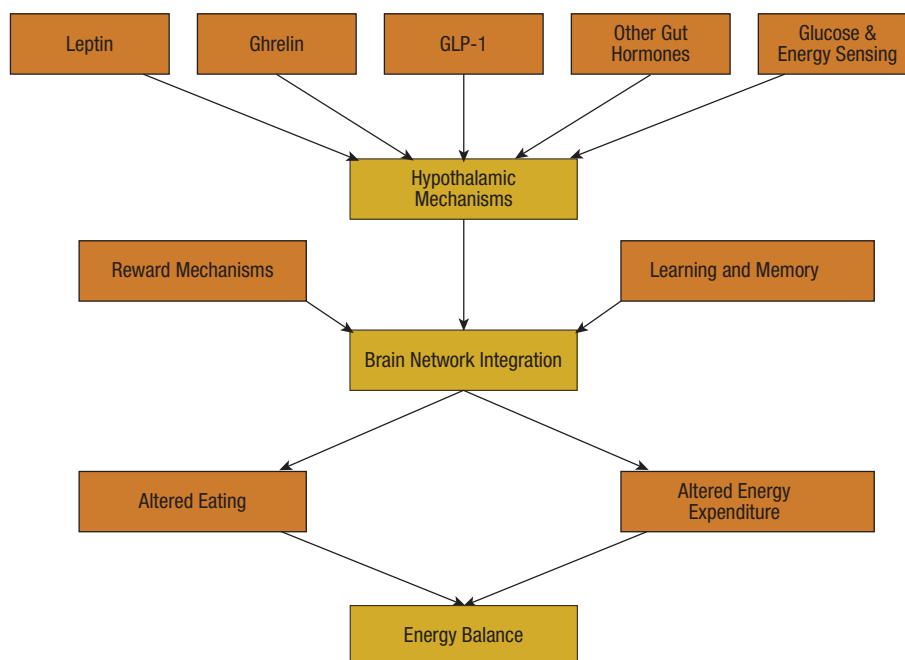 Leptin
Ghrelin
GLP-1
Other Gut
Hormones
Glucose &
Energy Sensing
Hypothalamic
Mechanisms
Reward Mechanisms
Learning and Memory
Brain Network Integration
Altered Eating
Altered Energy
Expenditure
Energy Balance